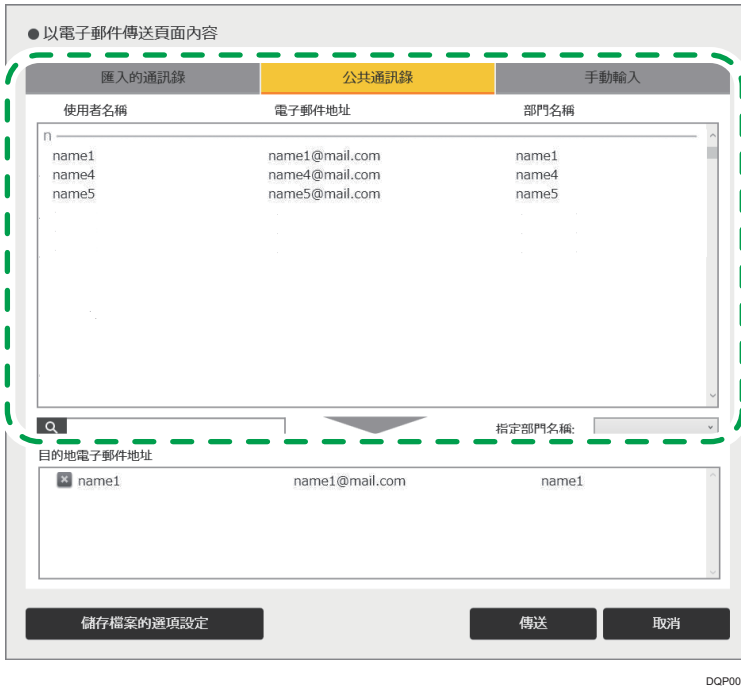 ●以電子郵件傳送頁面內容
匯入的通訊錄 公共通訊錄 手動輸入
使用者名稱 電子郵件地址 部門名稱
n
name1 name1@mail.com name1
name4 name4@mail.com name4
name5 name5@mail.com name5
指定部門名稱:
目的地電子郵件地址
name1 name1@mail.com name1
儲存檔案的選項設定 傳送 取消
DQP00